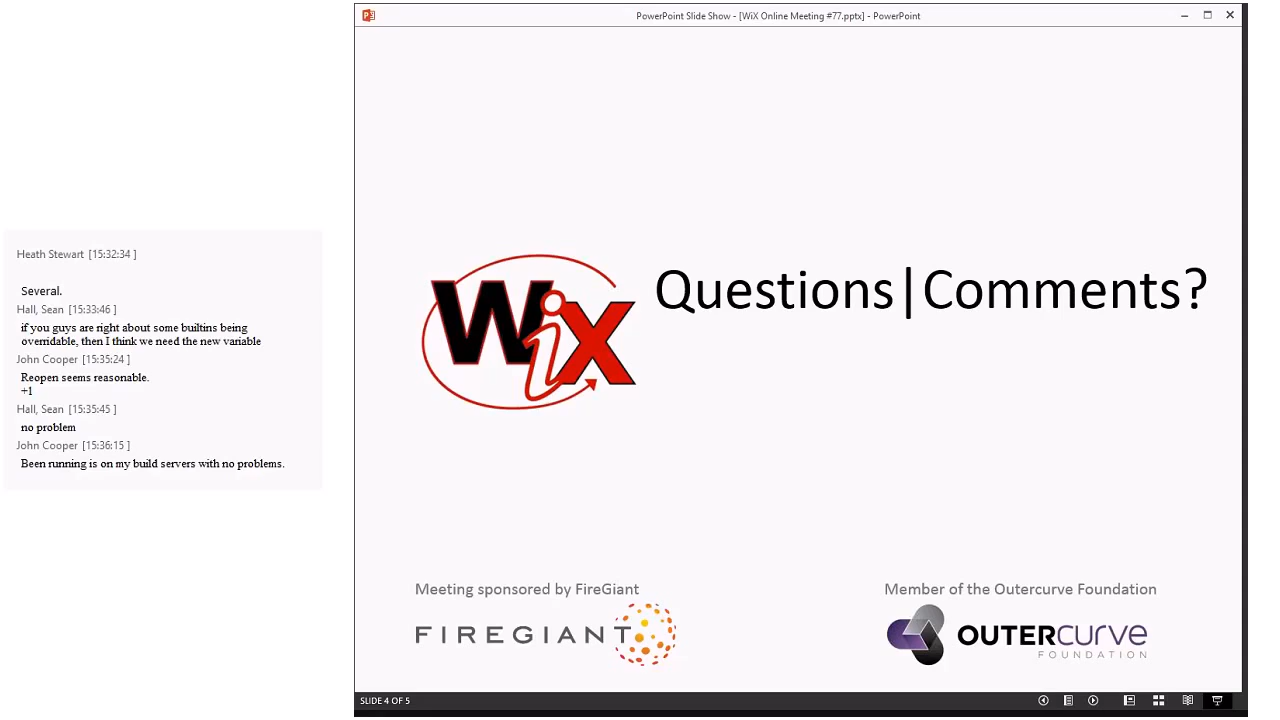 Heath Stewart [15:32:34 ]
Several.
Hall, Sean [15:33:46 ]
if you guys are right about some builtins being
overridable, then I think we need the new variable
John Cooper [15:35:24 ]
Reopen seems reasonable.
+1
Hall, Sean [15:35:45 ]
no problem
John Cooper [15:36:15 ]
Been running is on my build servers with no problems.
PowerPoint Slide Show - [WiX Online Meeting #77.pptx] - PowerPoint
WiX
Questions|Comments?
Meeting sponsored by FireGiant
FIREGIANT
Member of the Outercurve Foundation
OUTERCURVE
FOUNDATION
SLIDE 4 OF 5